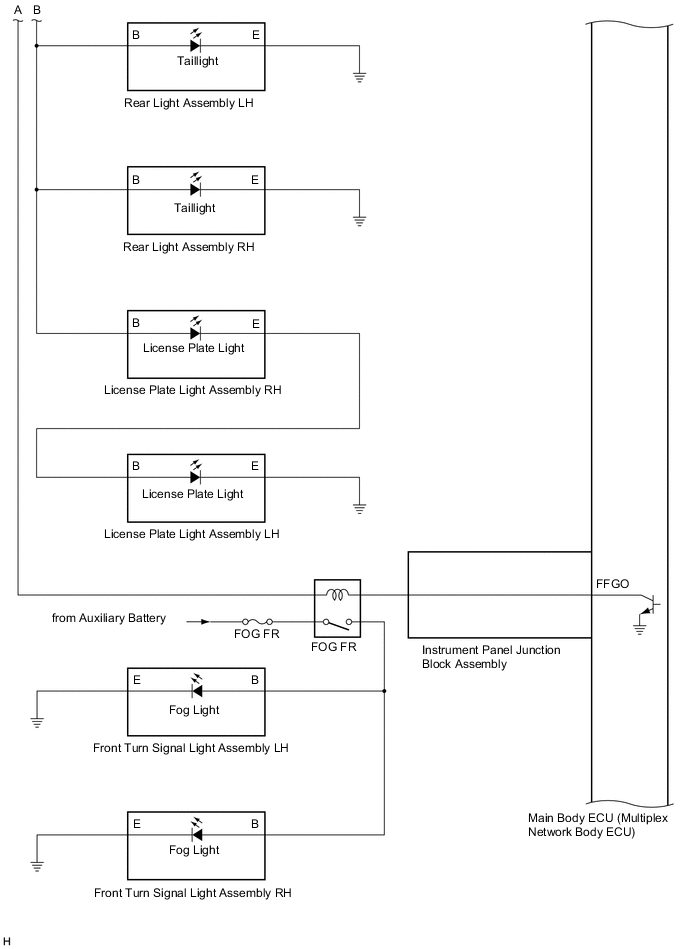 A B
B E
Taillight
Rear Light Assembly LH
B E
Taillight
Rear Light Assembly RH
B E
License Plate Light
License Plate Light Assembly RH
B E
License Plate Light
License Plate Light Assembly LH
FFGO
from Auxiliary Battery
FOG FR
FOG FR
Instrument Panel Junction
Block Assembly
E B
Fog Light
Front Turn Signal Light Assembly LH
E B
Fog Light
Front Turn Signal Light Assembly RH
Main Body ECU (Multiplex
Network Body ECU)
H